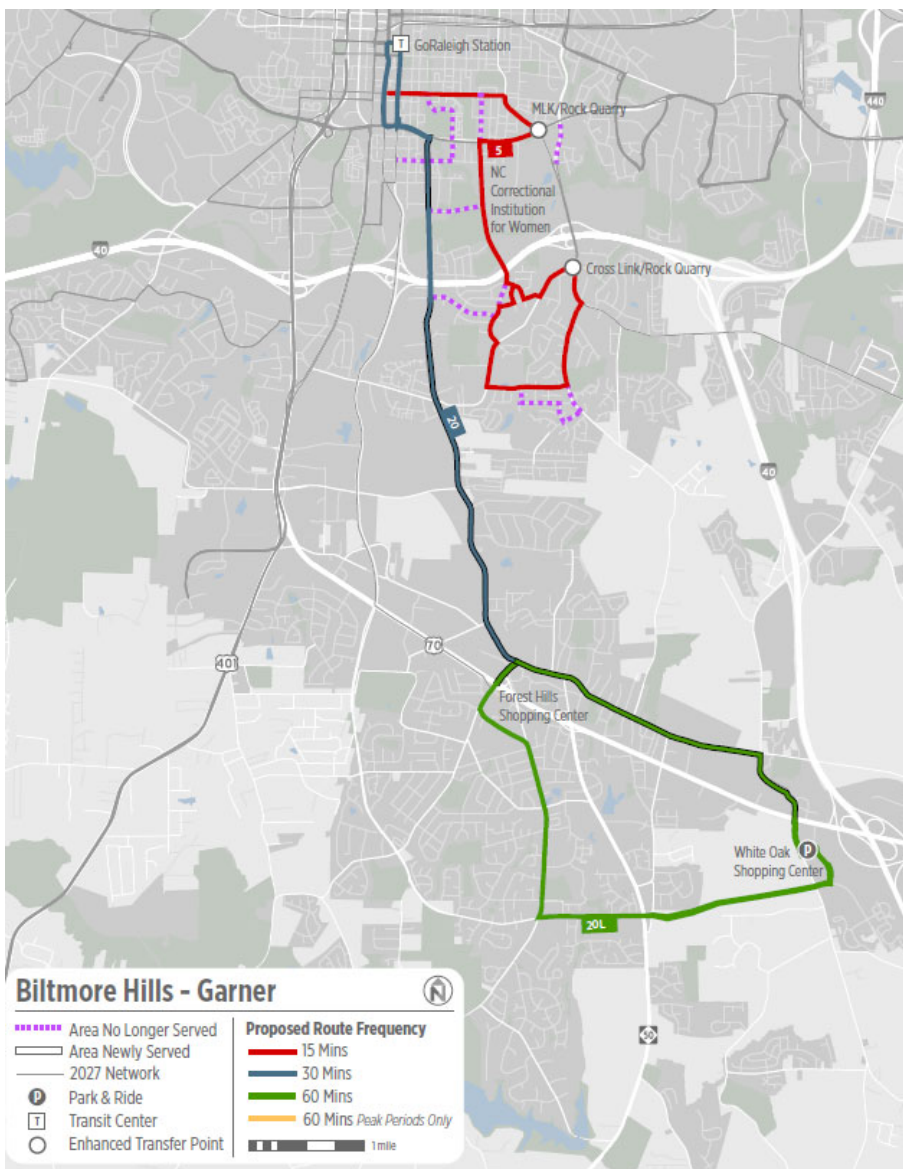 T
GoRaleigh Station
MLK/Rock Quarry
440
5
NC
Correctional
Institution
for Women
40
Cross Link/Rock Quarry
20
40
70
401
Forest Hills
Shopping Center
White Oak
Shopping Center
P
20L
50
Biltmore Hills - Garner
N
Area No Longer Served
Area Newly Served
2027 Network
P
Park & Ride
T
Transit Center
Enhanced Transfer Point
Proposed Route Frequency
15 Mins
30 Mins
60 Mins
60 Mins Peak Periods Only
1 mile